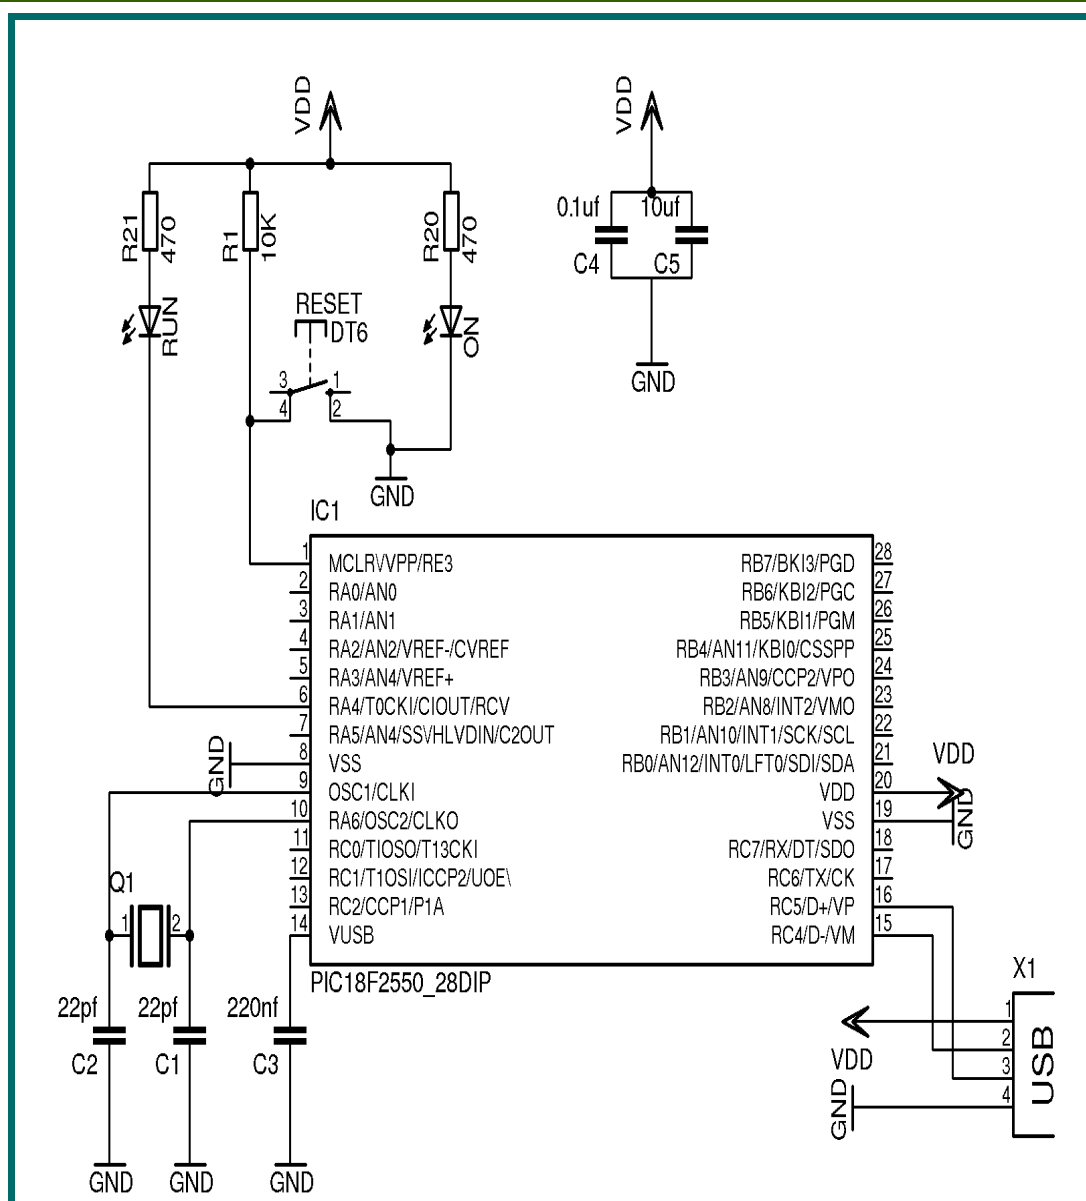 VDD
VDD
R21
470
R1
10K
R20
470
0.1uf
10uf
C4
C5
RUN
RESET
DT6
ON
3
1
4
2
GND
GND
IC1
1 MCLR\/VPP/RE3
2 RA0/AN0
3 RA1/AN1
4 RA2/AN2/VREF-/CVREF
5 RA3/AN4/VREF+
6 RA4/T0CKI/CIOUT/RCV
7 RA5/AN4/SS\/HLVDIN/C2OUT
8 VSS
9 OSC1/CLKI
10 RA6/OSC2/CLKO
11 RC0/TIOSO/T13CKI
12 RC1/T1OSI/ICCP2/UOE\
13 RC2/CCP1/P1A
14 VUSB
RB7/BKI3/PGD 28
RB6/KBI2/PGC 27
RB5/KBI1/PGM 26
RB4/AN11/KBI0/CSSPP 25
RB3/AN9/CCP2/VPO 24
RB2/AN8/INT2/VMO 23
RB1/AN10/INT1/SCK/SCL 22
RB0/AN12/INT0/LFT0/SDI/SDA 21
VDD 20
VSS 19
RC7/RX/DT/SDO 18
RC6/TX/CK 17
RC5/D+/VP 16
RC4/D-/VM 15
GND
VDD
GND
PIC18F2550_28DIP
Q1
1
2
22pf
22pf
220nf
C2
C1
C3
GND
GND
GND
X1
1
2
3
4
USB
VDD
GND